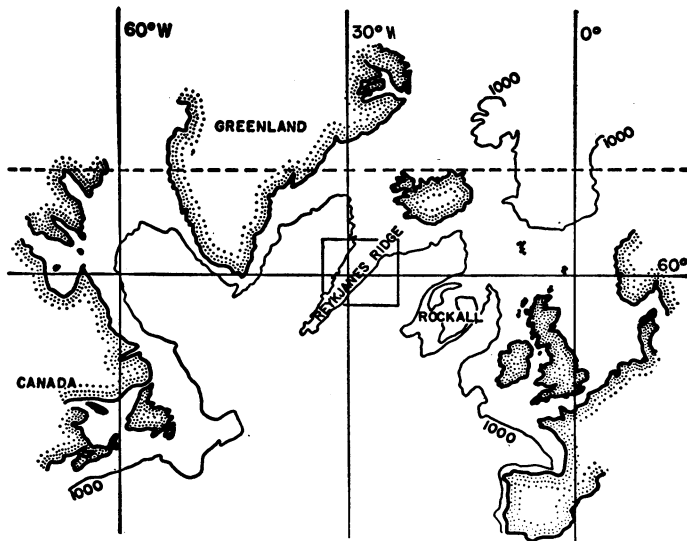 60°W
30°W
0°
1000
GREENLAND
1000
REYKJANES RIDGE
60°
ROCKALL
CANADA
1000
1000